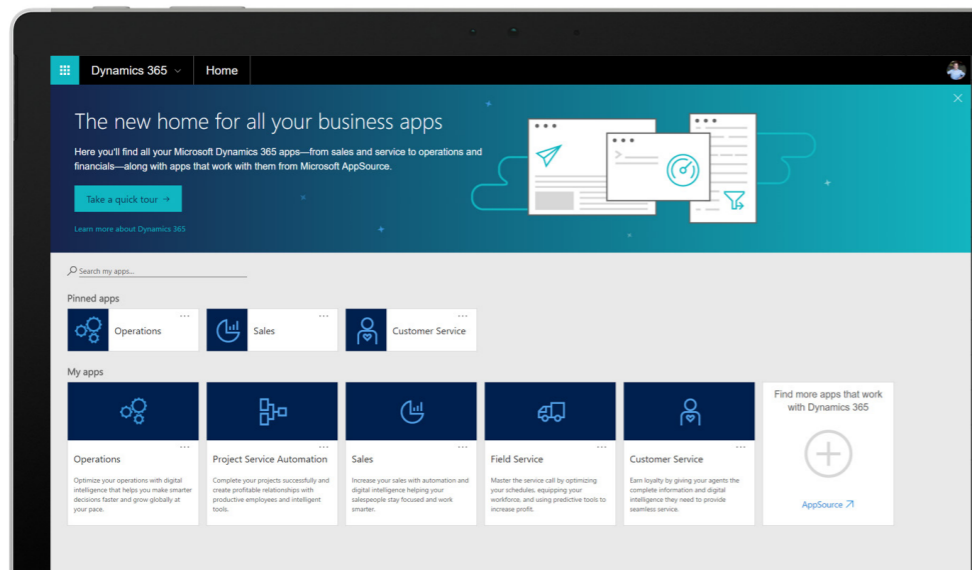 Dynamics 365
Home
The new home for all your business apps
Here you'll find all your Microsoft Dynamics 365 apps—from sales and service to operations and
financials—along with apps that work with them from Microsoft AppSource.
Take a quick tour →
Learn more about Dynamics 365
Search my apps...
Pinned apps
Operations
Sales
Customer Service
My apps
Operations
Optimize your operations with digital
intelligence that helps you make smarter
decisions faster and grow globally at
your pace.
Project Service Automation
Complete your projects successfully and
create profitable relationships with
productive employees and intelligent
tools.
Sales
Increase your sales with automation and
digital intelligence helping your
salespeople stay focused and work
smarter.
Field Service
Master the service call by optimizing
your schedules, equipping your
workforce, and using predictive tools to
increase profit.
Customer Service
Earn loyalty by giving your agents the
complete information and digital
intelligence they need to provide
seamless service.
Find more apps that work
with Dynamics 365
AppSource